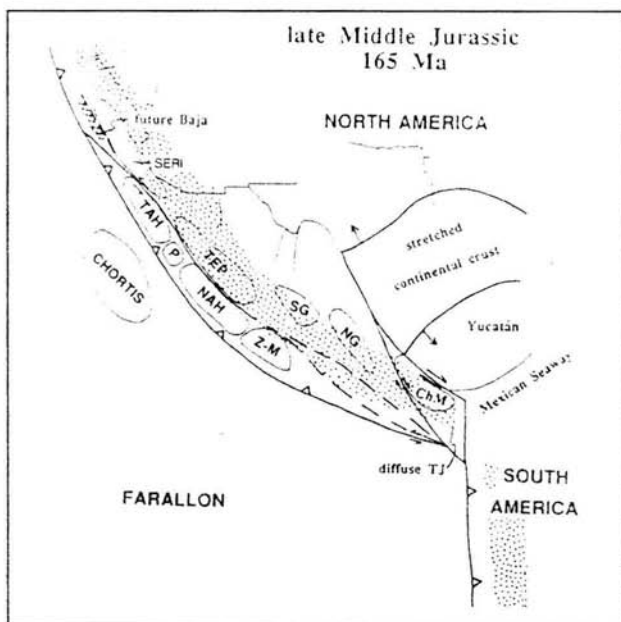 late Middle Jurassic
165 Ma
future Baja
NORTH AMERICA
SERI
TAH
P
TEP
CHORTIS
NAH
SG
NG
Z-M
stretched
continental crust
Yucatán
ChM
Mexican Seaway
diffuse TJ
FARALLON
SOUTH
AMERICA